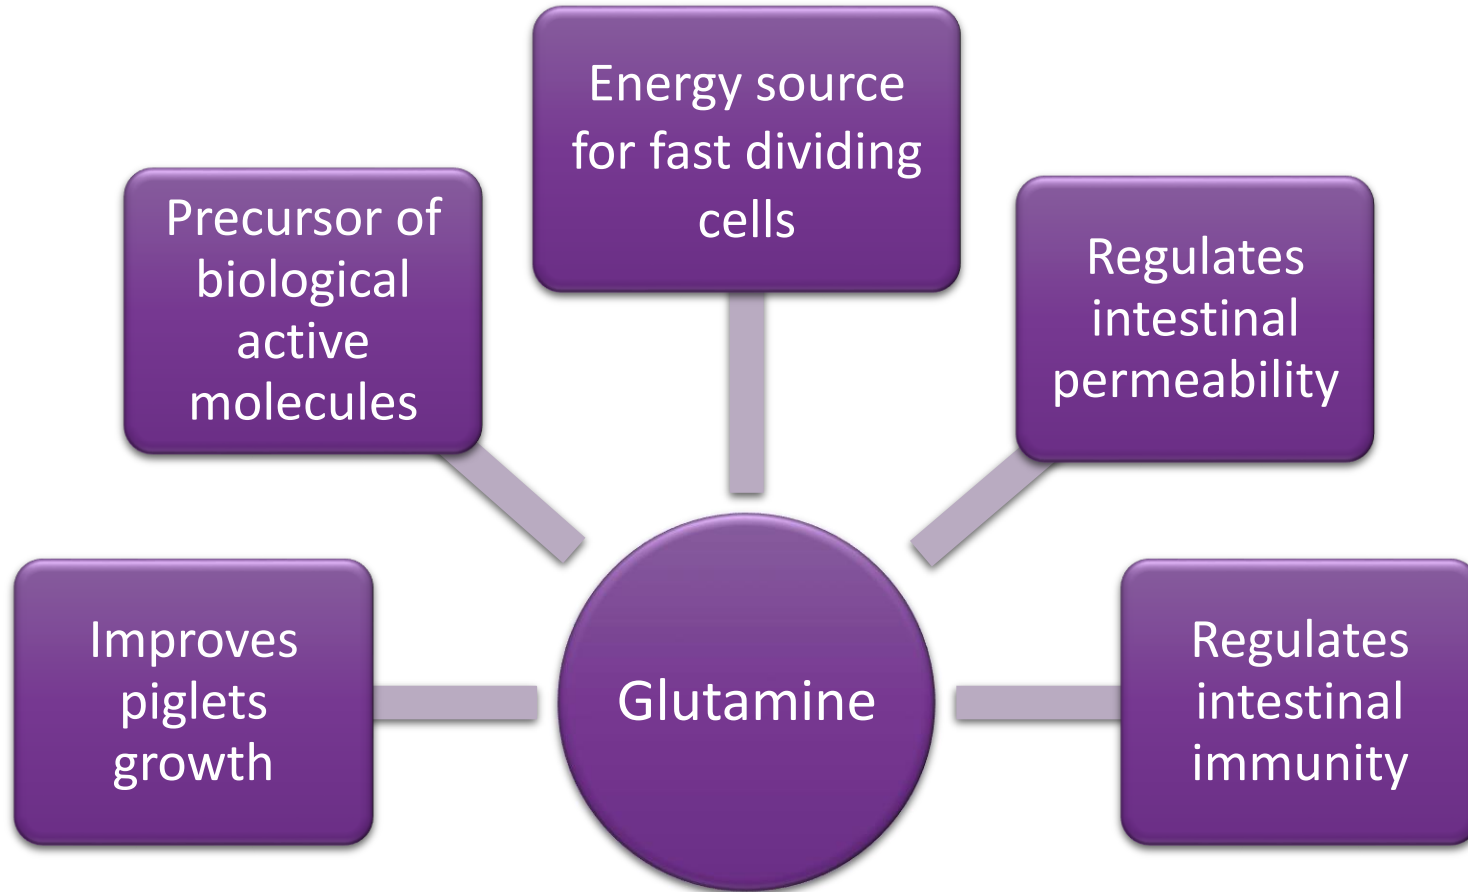 Energy source
for fast dividing
cells
Precursor of
biological
active
molecules
Regulates
intestinal
permeability
Improves
piglets
growth
Glutamine
Regulates
intestinal
immunity